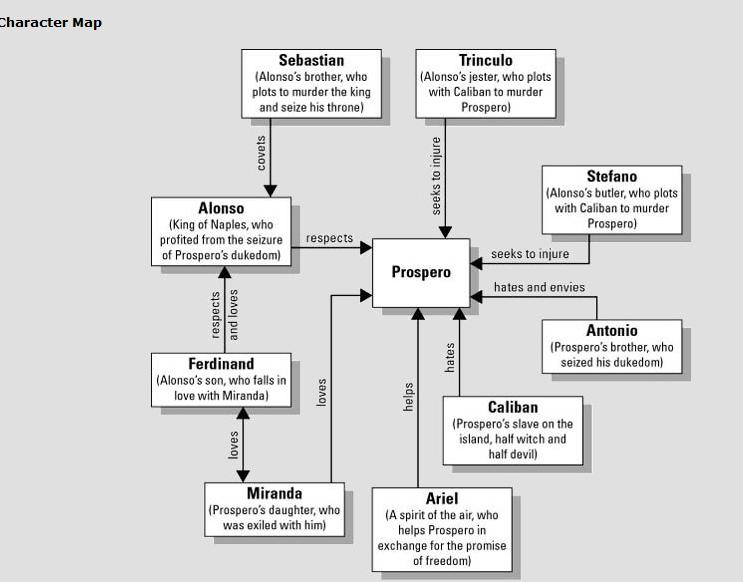 Character Map
Sebastian
(Alonso's brother, who
plots to murder the king
and seize his throne)
Trinculo
(Alonso's jester, who plots
with Caliban to murder
Prospero)
covets
seeks to injure
Stefano
(Alonso's butler, who plots
with Caliban to murder
Prospero)
Alonso
(King of Naples, who
profited from the seizure
of Prospero's dukedom)
respects
Prospero
seeks to injure
hates and envies
respects
and loves
Antonio
(Prospero's brother, who
seized his dukedom)
Ferdinand
(Alonso's son, who falls in
love with Miranda)
loves
helps
hates
Caliban
(Prospero's slave on the
island, half witch and
half devil)
loves
Miranda
(Prospero's daughter, who
was exiled with him)
Ariel
(A spirit of the air, who
helps Prospero in
exchange for the promise
of freedom)